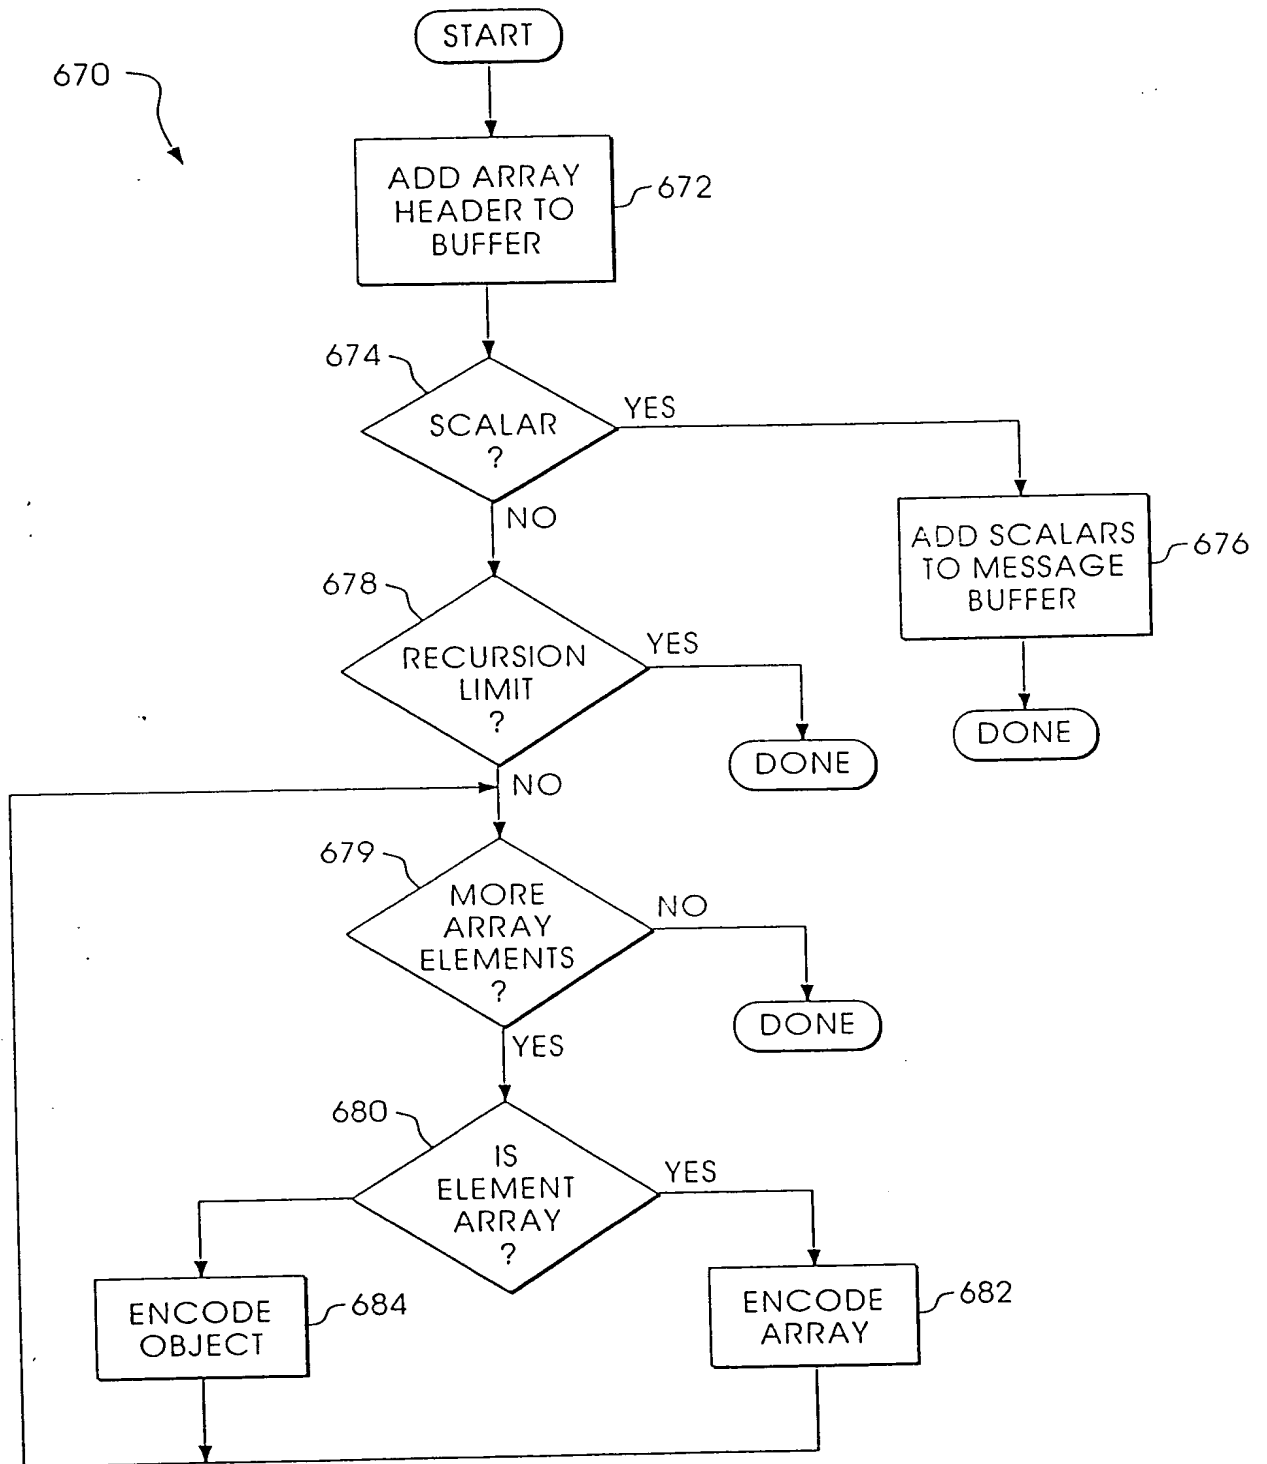 START
670
ADD ARRAY
HEADER TO
BUFFER
672
674
SCALAR
?
YES
NO
ADD SCALARS
TO MESSAGE
BUFFER
676
678
RECURSION
LIMIT
?
YES
DONE
DONE
NO
679
MORE
ARRAY
ELEMENTS
?
NO
DONE
YES
680
IS
ELEMENT
ARRAY
?
YES
ENCODE
OBJECT
684
ENCODE
ARRAY
682